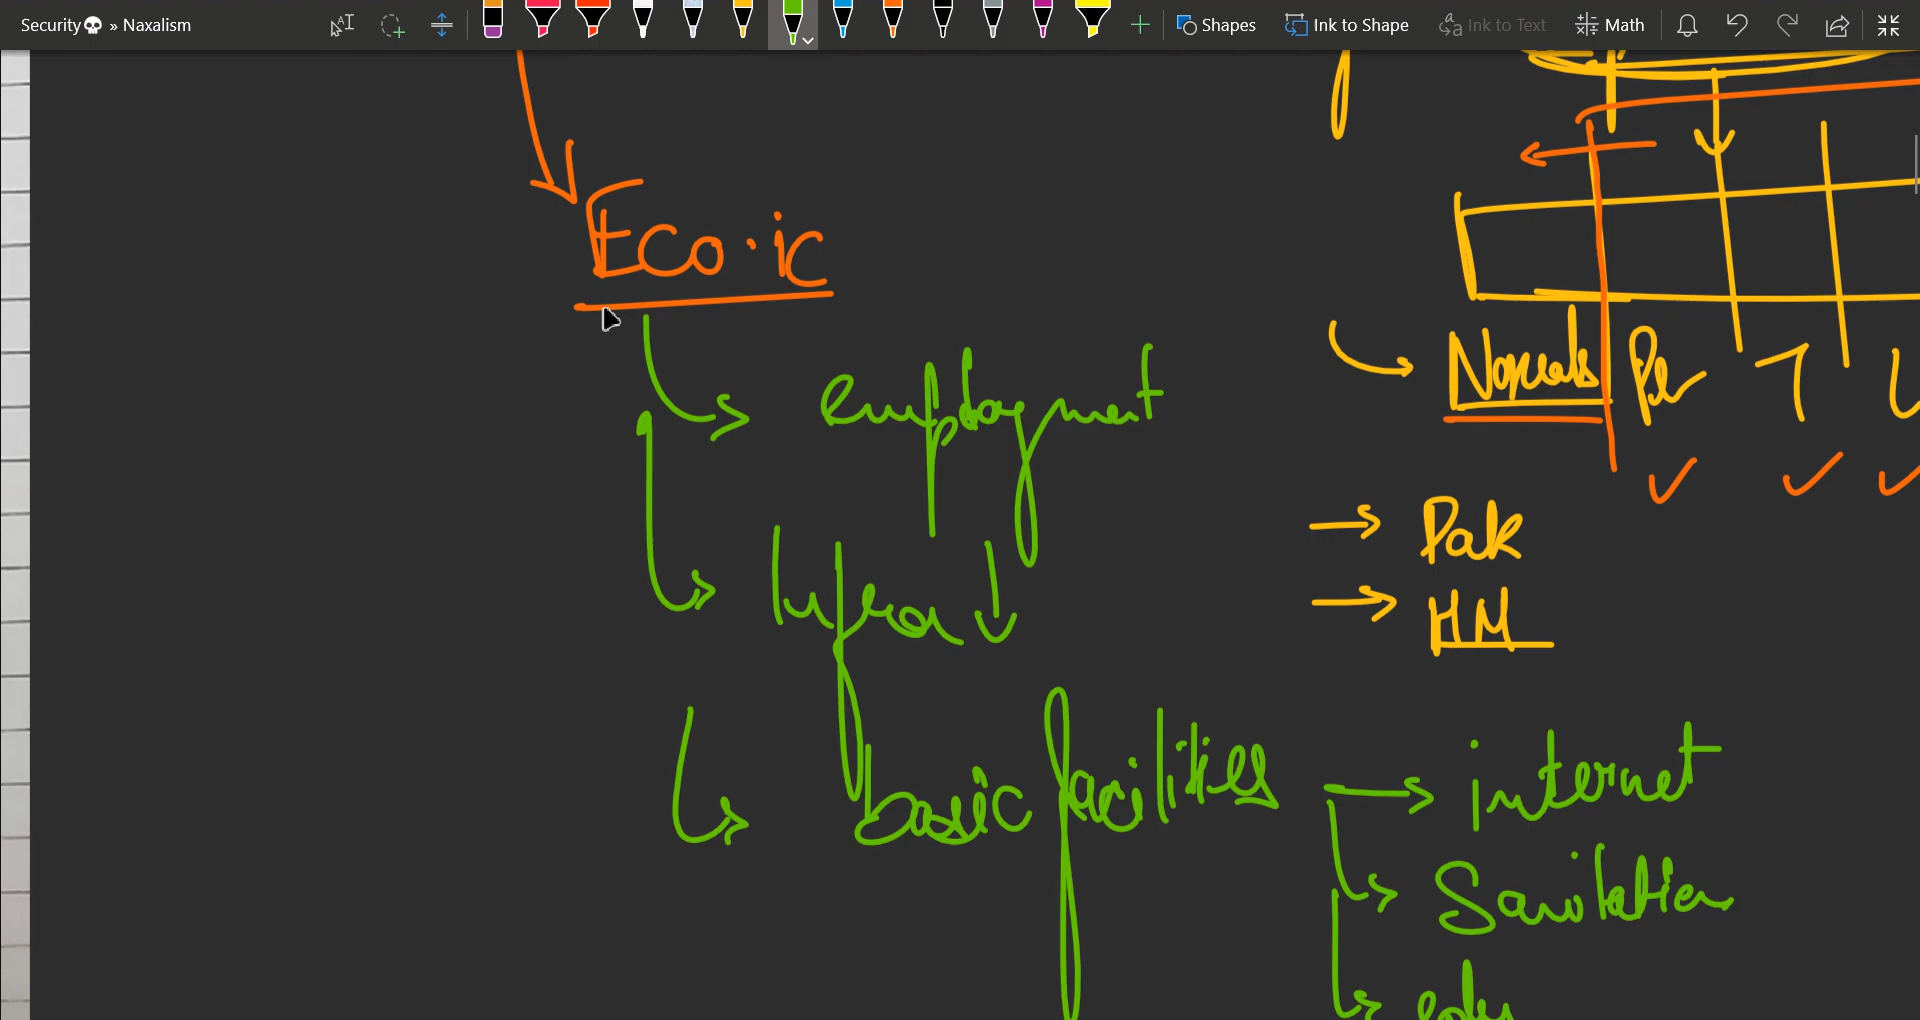 Security💀 » Naxalism
Shapes Ink to Shape Ink to Text Math
Eco·ic
employment
Infra ↓
basic facilities → internet
Sanitation
edu
→ Pak
→ HM